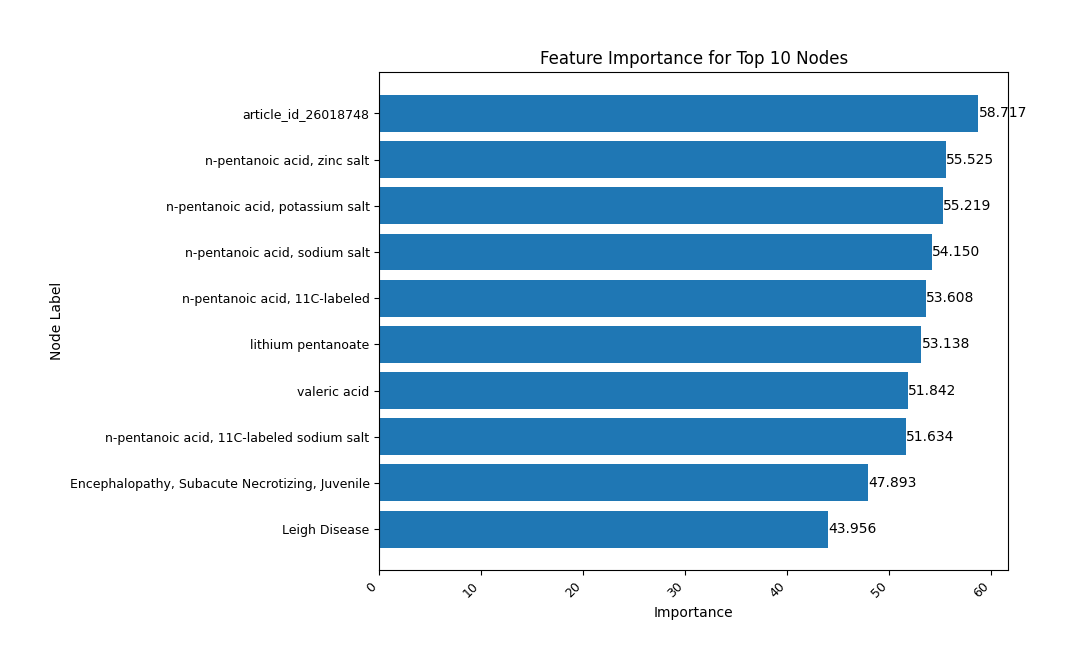 Feature Importance for Top 10 Nodes
article_id_26018748
58.717
n-pentanoic acid, zinc salt
55.525
n-pentanoic acid, potassium salt
55.219
n-pentanoic acid, sodium salt
54.150
n-pentanoic acid, 11C-labeled
53.608
lithium pentanoate
53.138
valeric acid
51.842
n-pentanoic acid, 11C-labeled sodium salt
51.634
Encephalopathy, Subacute Necrotizing, Juvenile
47.893
Leigh Disease
43.956
Node Label
0
10
20
30
40
50
60
Importance